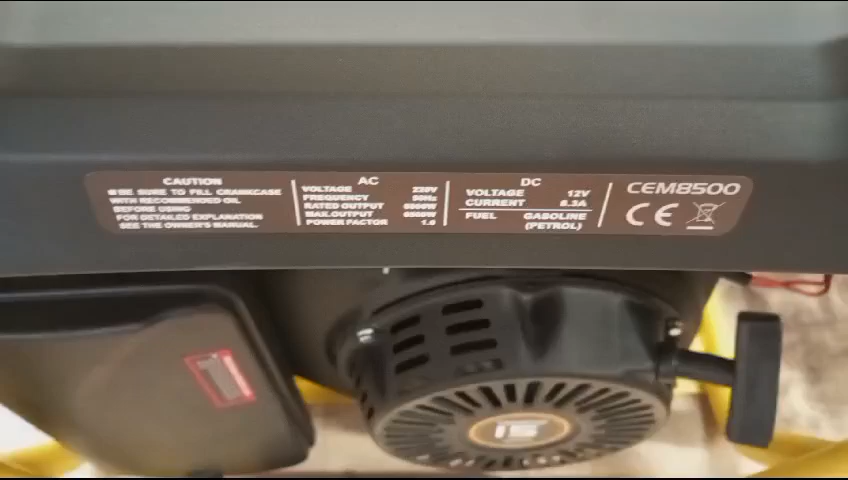 CAUTION
BE SURE TO FILL CRANKCASE
WITH RECOMMENDED OIL
BEFORE USING
FOR DETAILED EXPLANATION
SEE THE OWNER'S MANUAL.
AC
VOLTAGE 220V
FREQUENCY 50Hz
RATED OUTPUT
MAX.OUTPUT
POWER FACTOR 1.0
DC
VOLTAGE 12V
CURRENT 8.3A
FUEL GASOLINE
(PETROL)
CEM8500
CE
15